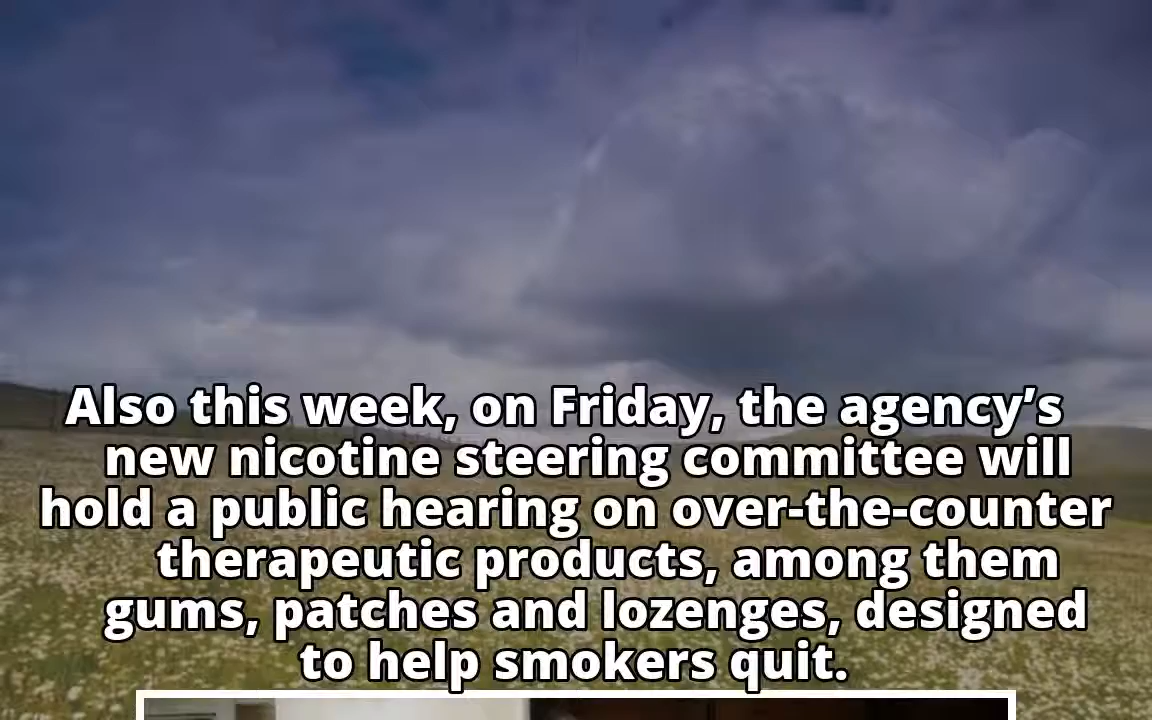 Also this week, on Friday, the agency’s
new nicotine steering committee will
hold a public hearing on over-the-counter
therapeutic products, among them
gums, patches and lozenges, designed
to help smokers quit.